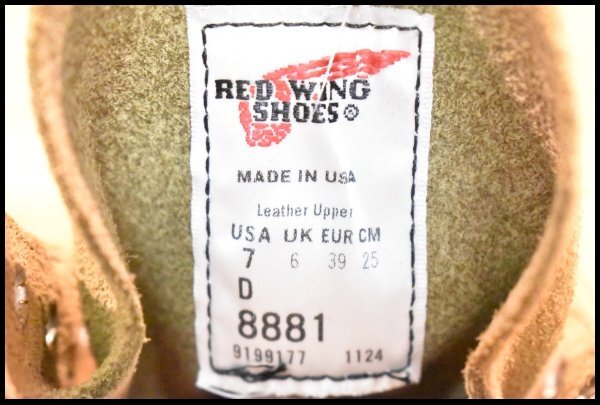 RED WING
SHOES®
MADE IN USA
Leather Upper
USA UK EUR CM
7 6 39 25
D
8881
9199177 1124